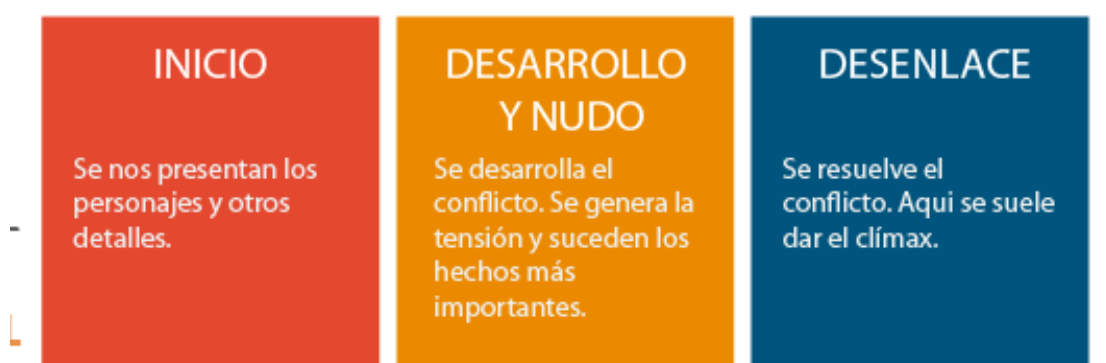 INICIO
Se nos presentan los
personajes y otros
detalles.
DESARROLLO
Y NUDO
Se desarrolla el
conflicto. Se genera la
tensión y suceden los
hechos más
importantes.
DESENLACE
Se resuelve el
conflicto. Aqui se suele
dar el clímax.